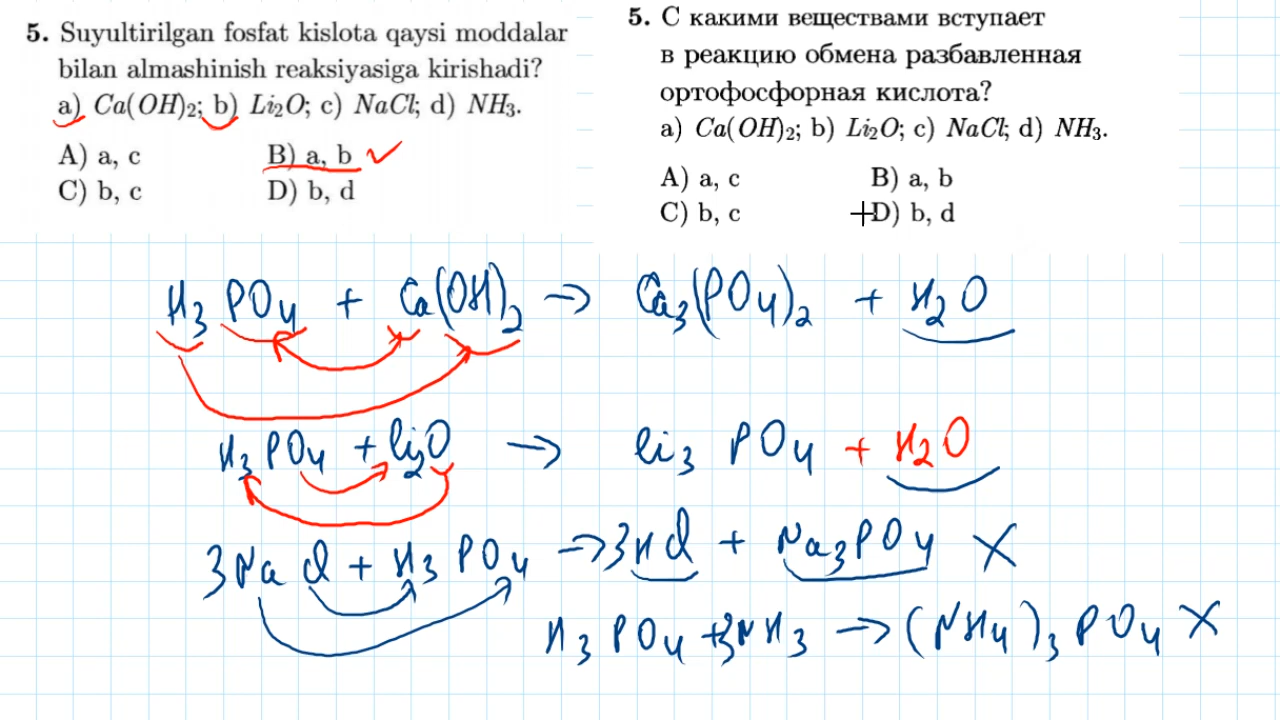 5. Suyultirilgan fosfat kislota qaysi moddalar
bilan almashinish reaksiyasiga kirishadi?
a) Ca(OH)₂; b) Li₂O; c) NaCl; d) NH₃.
A) a, c B) a, b ✓
C) b, c D) b, d
5. С какими веществами вступает
в реакцию обмена разбавленная
ортофосфорная кислота?
a) Ca(OH)₂; b) Li₂O; c) NaCl; d) NH₃.
A) a, c B) a, b
C) b, c D) b, d
H₃PO₄ + Ca(OH)₂ → Ca₃(PO₄)₂ + H₂O
H₃PO₄ + li₂O → li₃PO₄ + H₂O
3NaCl + H₃PO₄ → 3HCl + Na₃PO₄ X
H₃PO₄ + 3NH₃ → (NH₄)₃PO₄ X